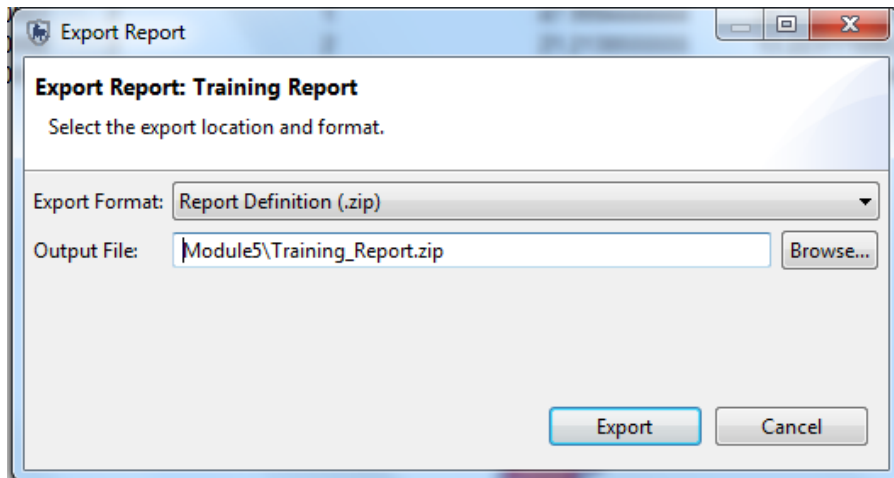 Export Report
Export Report: Training Report
Select the export location and format.
Export Format: Report Definition (.zip)
Output File: Module5\Training_Report.zip Browse...
Export Cancel